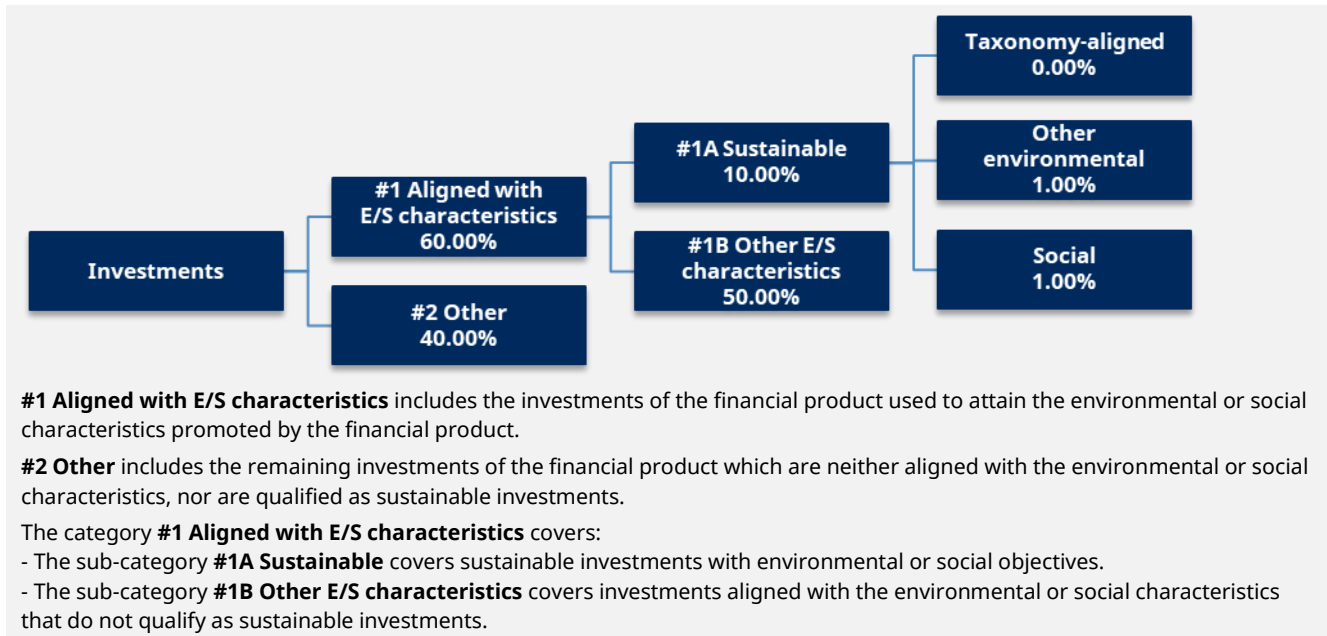 Investments
#1 Aligned with
E/S characteristics
60.00%
#2 Other
40.00%
#1A Sustainable
10.00%
#1B Other E/S
characteristics
50.00%
Taxonomy-aligned
0.00%
Other
environmental
1.00%
Social
1.00%
#1 Aligned with E/S characteristics includes the investments of the financial product used to attain the environmental or social
characteristics promoted by the financial product.
#2 Other includes the remaining investments of the financial product which are neither aligned with the environmental or social
characteristics, nor are qualified as sustainable investments.
The category #1 Aligned with E/S characteristics covers:
- The sub-category #1A Sustainable covers sustainable investments with environmental or social objectives.
- The sub-category #1B Other E/S characteristics covers investments aligned with the environmental or social characteristics
that do not qualify as sustainable investments.